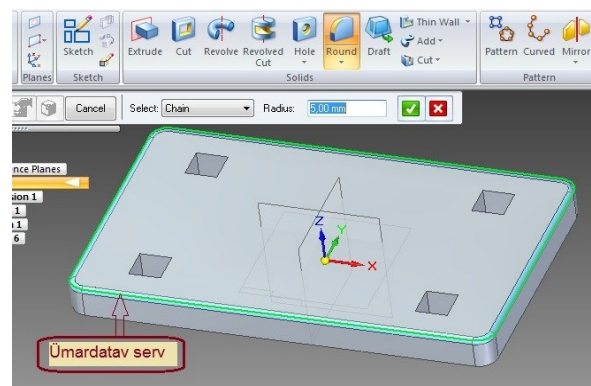 Sketch
Extrude
Cut
Revolve
Revolved Cut
Hole
Round
Draft
Thin Wall
Add
Cut
Pattern
Curved
Mirror
Planes
Sketch
Solids
Pattern
Cancel
Select:
Chain
Radius:
5,00 mm
nce Planes
sion 1
1
1
6
Z
Y
X
Ümardatav serv